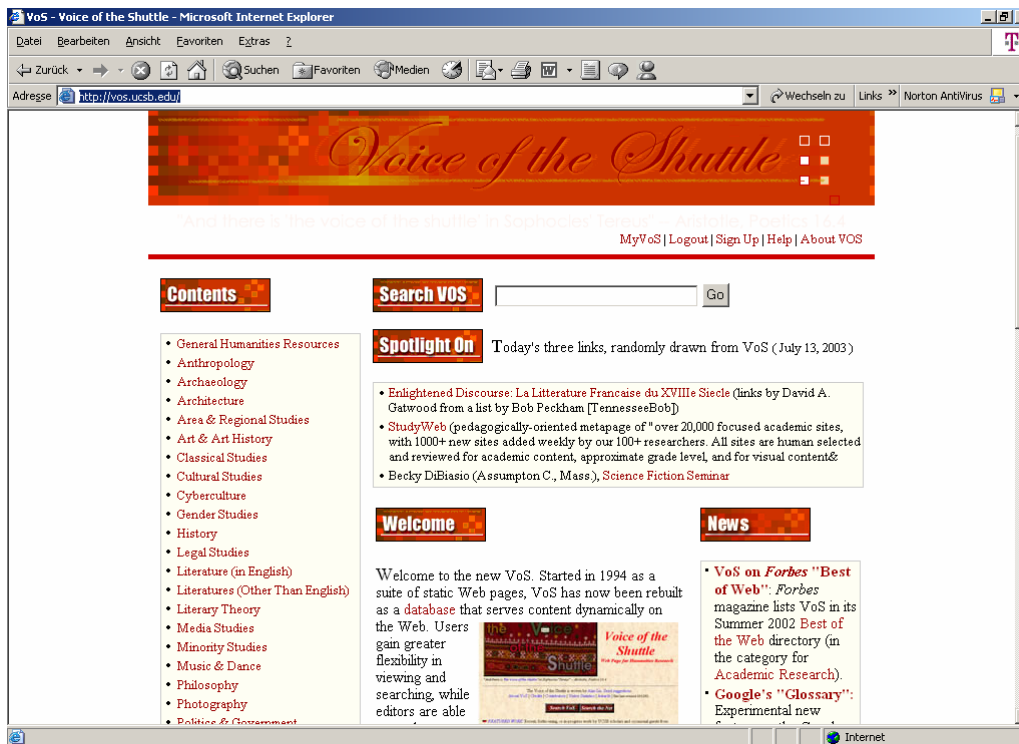 VoS - Voice of the Shuttle - Microsoft Internet Explorer
Datei Bearbeiten Ansicht Favoriten Extras ?
Zurück Suchen Favoriten Medien
Adresse http://vos.ucsb.edu/ Wechseln zu Links » Norton AntiVirus
Voice of the Shuttle
"And there is 'the voice of the shuttle' in Sophocles' Tereus" -- Aristotle, Poetics 16.4
MyVoS | Logout | Sign Up | Help | About VOS
Contents
• General Humanities Resources
• Anthropology
• Archaeology
• Architecture
• Area & Regional Studies
• Art & Art History
• Classical Studies
• Cultural Studies
• Cyberculture
• Gender Studies
• History
• Legal Studies
• Literature (in English)
• Literatures (Other Than English)
• Literary Theory
• Media Studies
• Minority Studies
• Music & Dance
• Philosophy
• Photography
• Politics & Government
Search VOS Go
Spotlight On Today's three links, randomly drawn from VoS ( July 13, 2003 )
• Enlightened Discourse: La Litterature Francaise du XVIIIe Siecle (links by David A.
Gatwood from a list by Bob Peckham [TennesseeBob])
• StudyWeb (pedagogically-oriented metapage of "over 20,000 focused academic sites,
with 1000+ new sites added weekly by our 100+ researchers. All sites are human selected
and reviewed for academic content, approximate grade level, and for visual content&
• Becky DiBiasio (Assumpton C., Mass.), Science Fiction Seminar
Welcome
Welcome to the new VoS. Started in 1994 as a
suite of static Web pages, VoS has now been rebuilt
as a database that serves content dynamically on
the Web. Users
gain greater
flexibility in
viewing and
searching, while
editors are able
the Voice
of the
Shuttle
Voice of the
Shuttle
Web Page for Humanities Research
News
• VoS on Forbes "Best
of Web": Forbes
magazine lists VoS in its
Summer 2002 Best of
the Web directory (in
the category for
Academic Research).
• Google's "Glossary":
Experimental new
Internet